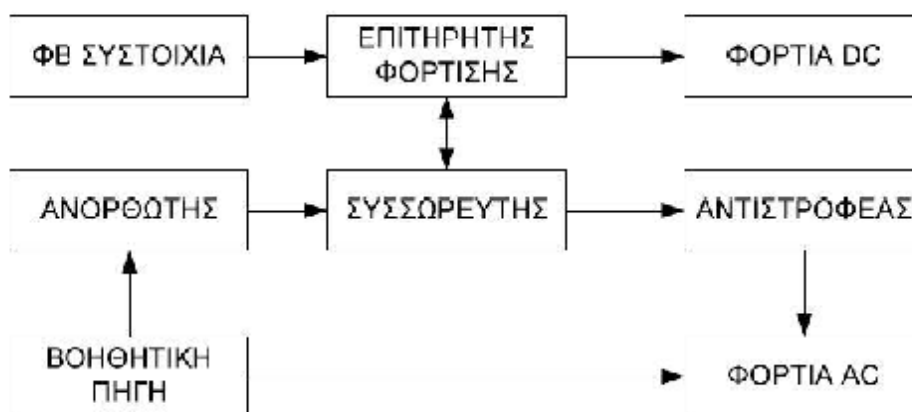 ΦΒ ΣΥΣΤΟΙΧΙΑ
ΕΠΙΤΗΡΗΤΗΣ
ΦΟΡΤΙΣΗΣ
ΦΟΡΤΙΑ DC
ΑΝΟΡΘΩΤΗΣ
ΣΥΣΣΩΡΕΥΤΗΣ
ΑΝΤΙΣΤΡΟΦΕΑΣ
ΒΟΗΘΗΤΙΚΗ
ΠΗΓΗ
ΦΟΡΤΙΑ AC